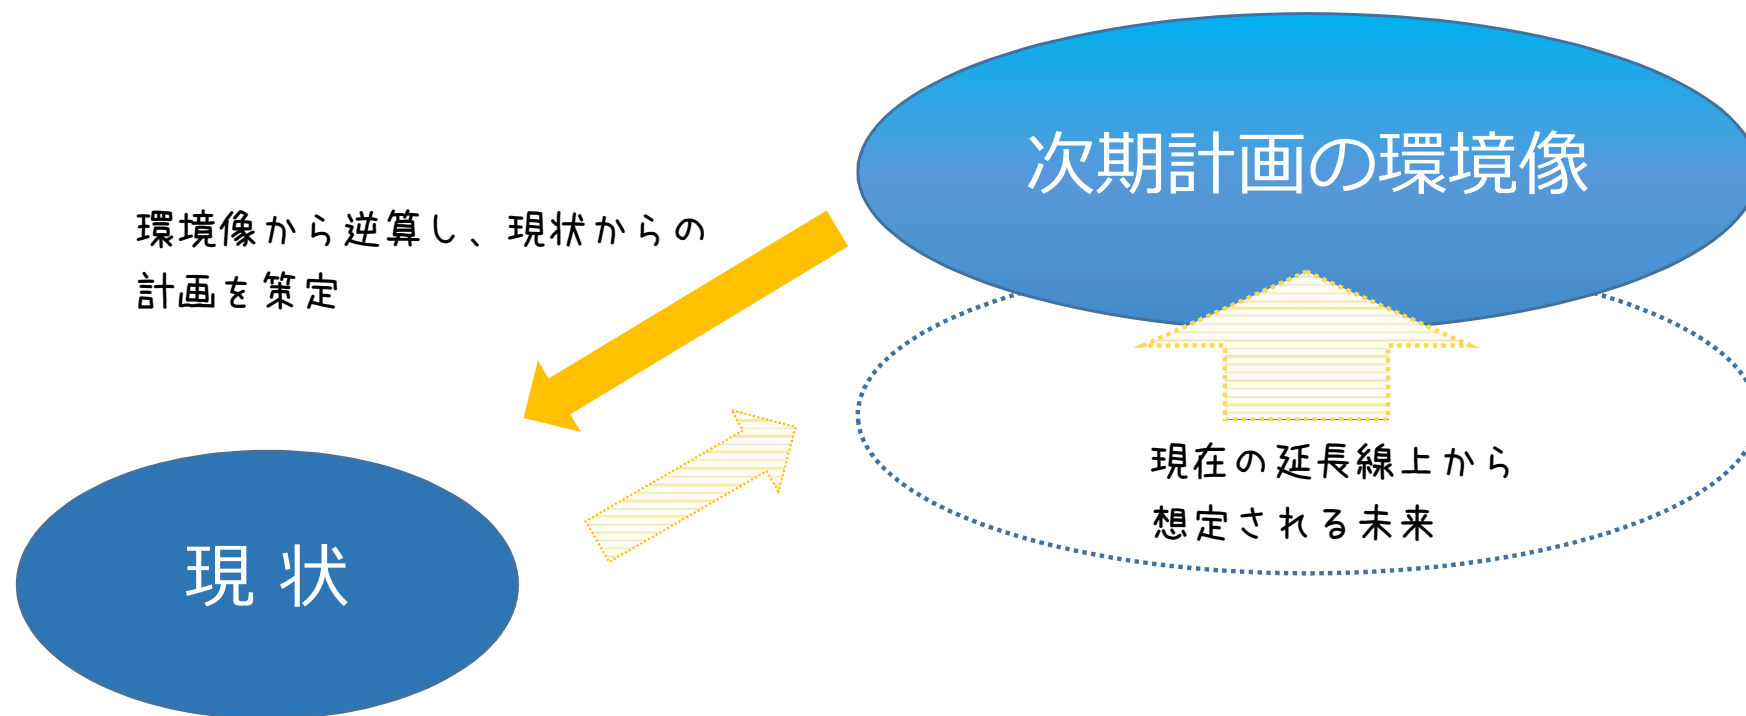 次期計画の環境像
環境像から逆算し、現状からの
計画を策定
現在の延長線上から
想定される未来
現状